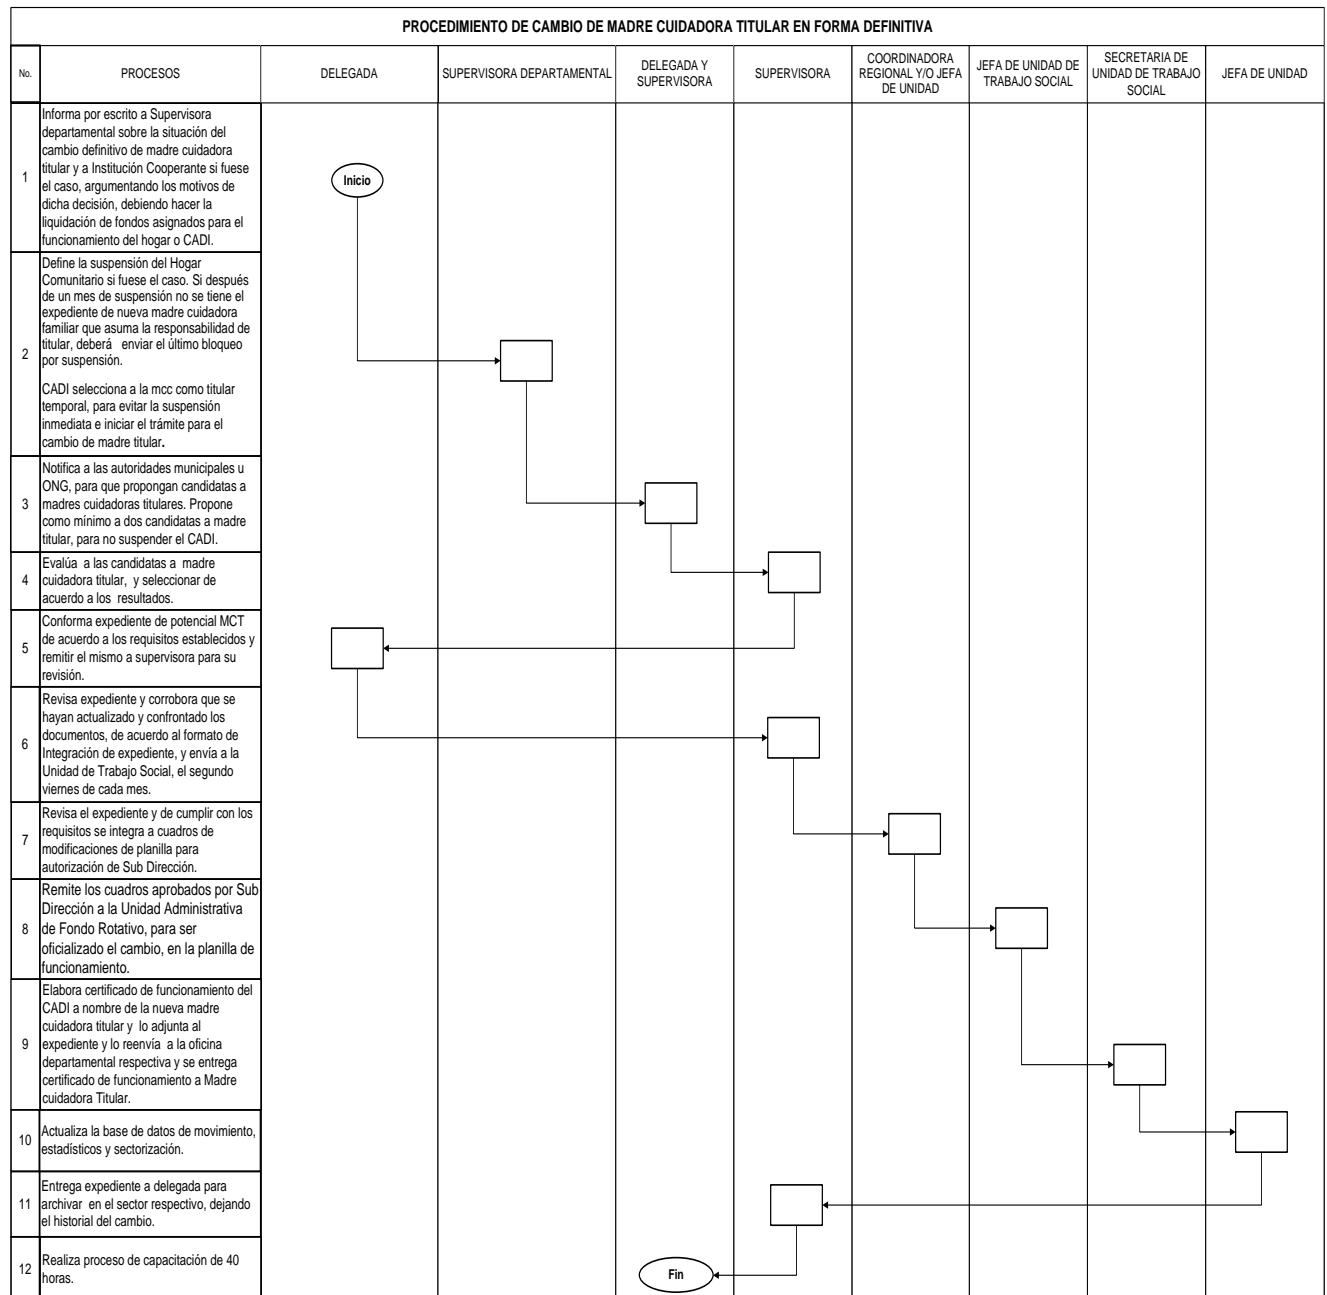 PROCEDIMIENTO DE CAMBIO DE MADRE CUIDADORA TITULAR EN FORMA DEFINITIVA
No.
PROCESOS
DELEGADA
SUPERVISORA DEPARTAMENTAL
DELEGADA Y
SUPERVISORA
SUPERVISORA
COORDINADORA
REGIONAL Y/O JEFA
DE UNIDAD
JEFA DE UNIDAD DE
TRABAJO SOCIAL
SECRETARIA DE
UNIDAD DE TRABAJO
SOCIAL
JEFA DE UNIDAD
1
Informa por escrito a Supervisora
departamental sobre la situación del
cambio definitivo de madre cuidadora
titular y a Institución Cooperante si fuese
el caso, argumentando los motivos de
dicha decisión, debiendo hacer la
liquidación de fondos asignados para el
funcionamiento del hogar o CADI.
Inicio
2
Define la suspensión del Hogar
Comunitario si fuese el caso. Si después
de un mes de suspensión no se tiene el
expediente de nueva madre cuidadora
familiar que asuma la responsabilidad de
titular, deberá enviar el último bloqueo
por suspensión.
CADI selecciona a la mcc como titular
temporal, para evitar la suspensión
inmediata e iniciar el trámite para el
cambio de madre titular.
3
Notifica a las autoridades municipales u
ONG, para que propongan candidatas a
madres cuidadoras titulares. Propone
como mínimo a dos candidatas a madre
titular, para no suspender el CADI.
4
Evalúa a las candidatas a madre
cuidadora titular, y seleccionar de
acuerdo a los resultados.
5
Conforma expediente de potencial MCT
de acuerdo a los requisitos establecidos y
remitir el mismo a supervisora para su
revisión.
6
Revisa expediente y corrobora que se
hayan actualizado y confrontado los
documentos, de acuerdo al formato de
Integración de expediente, y envía a la
Unidad de Trabajo Social, el segundo
viernes de cada mes.
7
Revisa el expediente y de cumplir con los
requisitos se integra a cuadros de
modificaciones de planilla para
autorización de Sub Dirección.
8
Remite los cuadros aprobados por Sub
Dirección a la Unidad Administrativa
de Fondo Rotativo, para ser
oficializado el cambio, en la planilla de
funcionamiento.
9
Elabora certificado de funcionamiento del
CADI a nombre de la nueva madre
cuidadora titular y lo adjunta al
expediente y lo reenvía a la oficina
departamental respectiva y se entrega
certificado de funcionamiento a Madre
cuidadora Titular.
10
Actualiza la base de datos de movimiento,
estadísticos y sectorización.
11
Entrega expediente a delegada para
archivar en el sector respectivo, dejando
el historial del cambio.
12
Realiza proceso de capacitación de 40
horas.
Fin